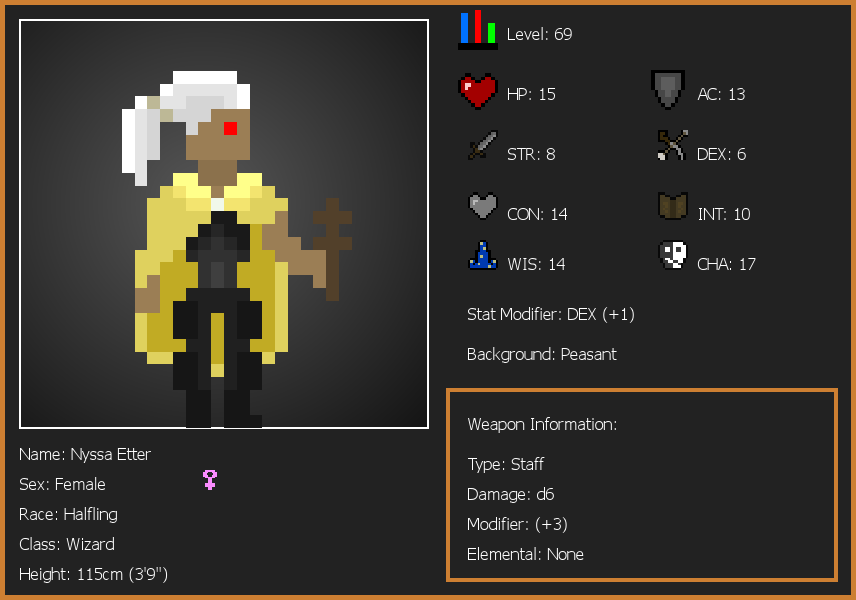 Level: 69
HP: 15
AC: 13
STR: 8
DEX: 6
CON: 14
INT: 10
WIS: 14
CHA: 17
Stat Modifier: DEX (+1)
Background: Peasant
Weapon Information:
Type: Staff
Damage: d6
Modifier: (+3)
Elemental: None
Name: Nyssa Etter
Sex: Female
Race: Halfling
Class: Wizard
Height: 115cm (3'9")